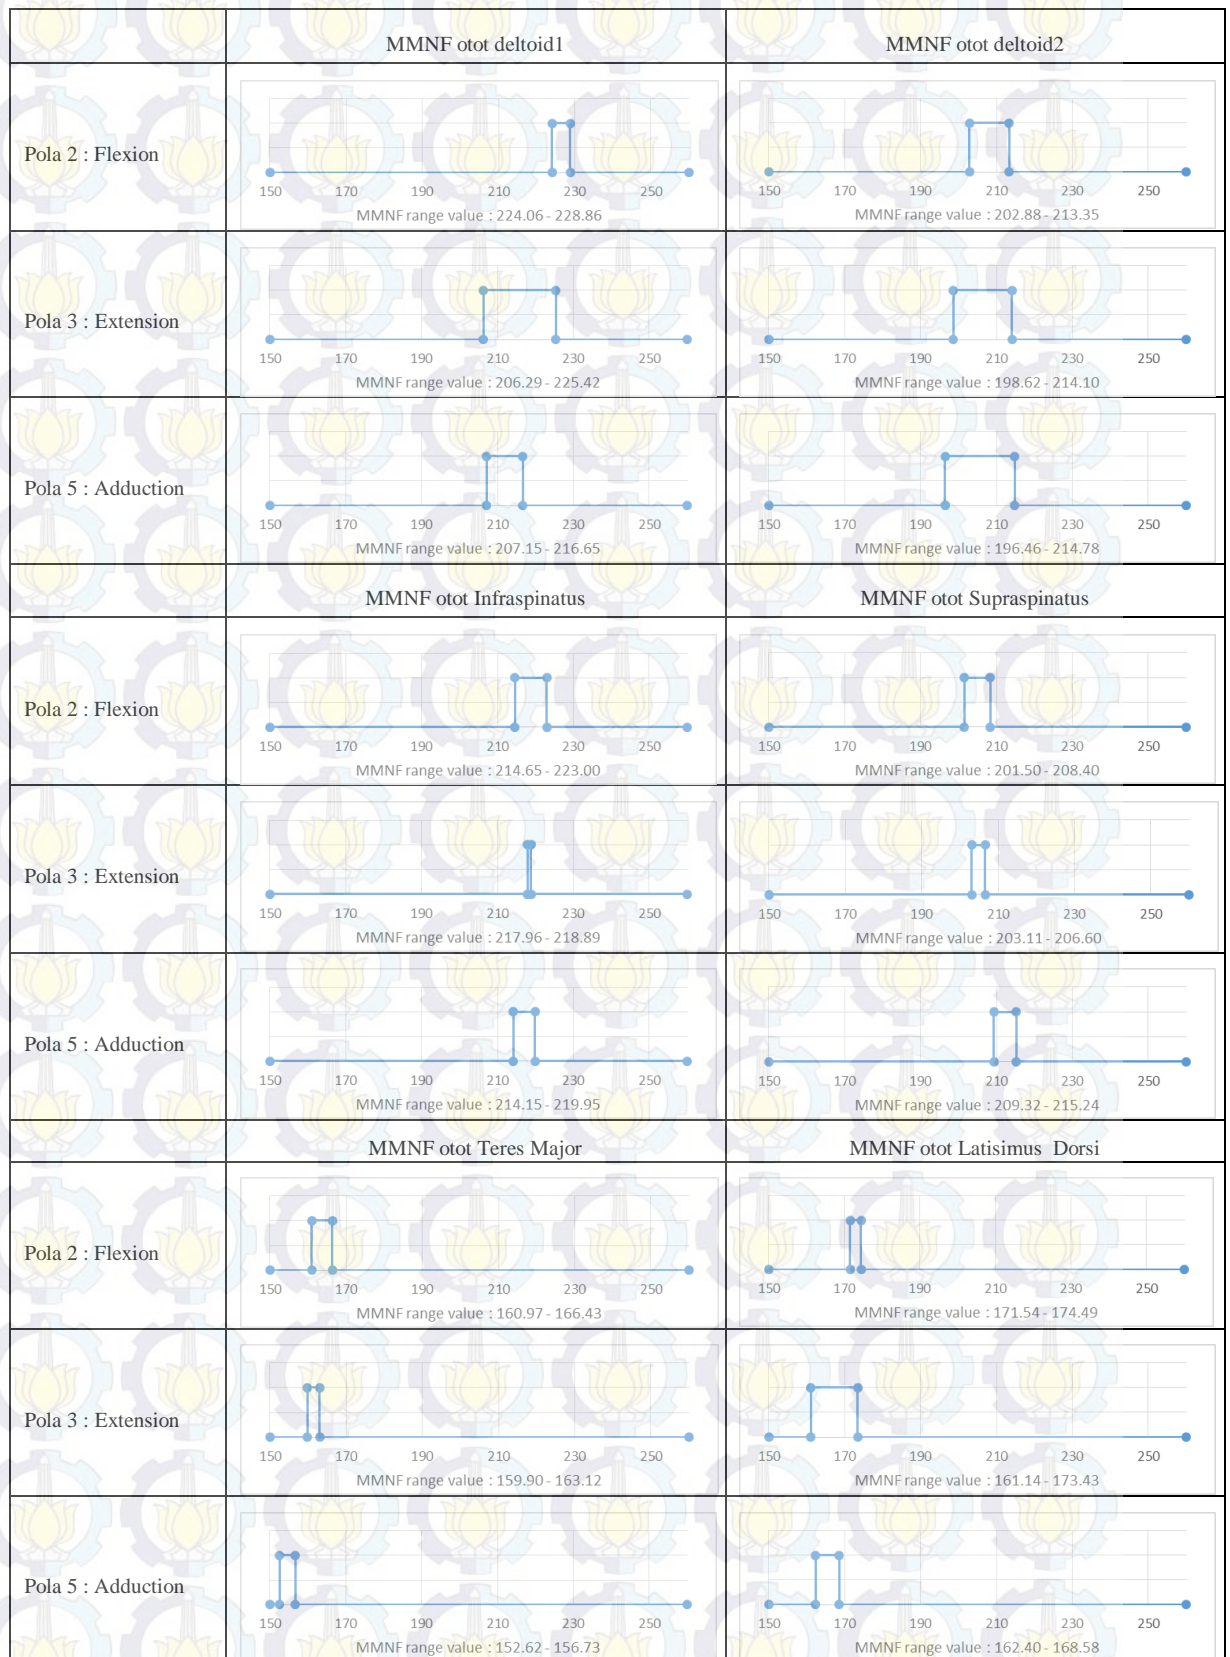 MMNF otot deltoid1 MMNF otot deltoid2
Pola 2 : Flexion
150 170 190 210 230 250
MMNF range value : 224.06 - 228.86
150 170 190 210 230 250
MMNF range value : 202.88 - 213.35
Pola 3 : Extension
150 170 190 210 230 250
MMNF range value : 206.29 - 225.42
150 170 190 210 230 250
MMNF range value : 198.62 - 214.10
Pola 5 : Adduction
150 170 190 210 230 250
MMNF range value : 207.15 - 216.65
150 170 190 210 230 250
MMNF range value : 196.46 - 214.78
MMNF otot Infraspinatus MMNF otot Supraspinatus
Pola 2 : Flexion
150 170 190 210 230 250
MMNF range value : 214.65 - 223.00
150 170 190 210 230 250
MMNF range value : 201.50 - 208.40
Pola 3 : Extension
150 170 190 210 230 250
MMNF range value : 217.96 - 218.89
150 170 190 210 230 250
MMNF range value : 203.11 - 206.60
Pola 5 : Adduction
150 170 190 210 230 250
MMNF range value : 214.15 - 219.95
150 170 190 210 230 250
MMNF range value : 209.32 - 215.24
MMNF otot Teres Major MMNF otot Latisimus Dorsi
Pola 2 : Flexion
150 170 190 210 230 250
MMNF range value : 160.97 - 166.43
150 170 190 210 230 250
MMNF range value : 171.54 - 174.49
Pola 3 : Extension
150 170 190 210 230 250
MMNF range value : 159.90 - 163.12
150 170 190 210 230 250
MMNF range value : 161.14 - 173.43
Pola 5 : Adduction
150 170 190 210 230 250
MMNF range value : 152.62 - 156.73
150 170 190 210 230 250
MMNF range value : 162.40 - 168.58